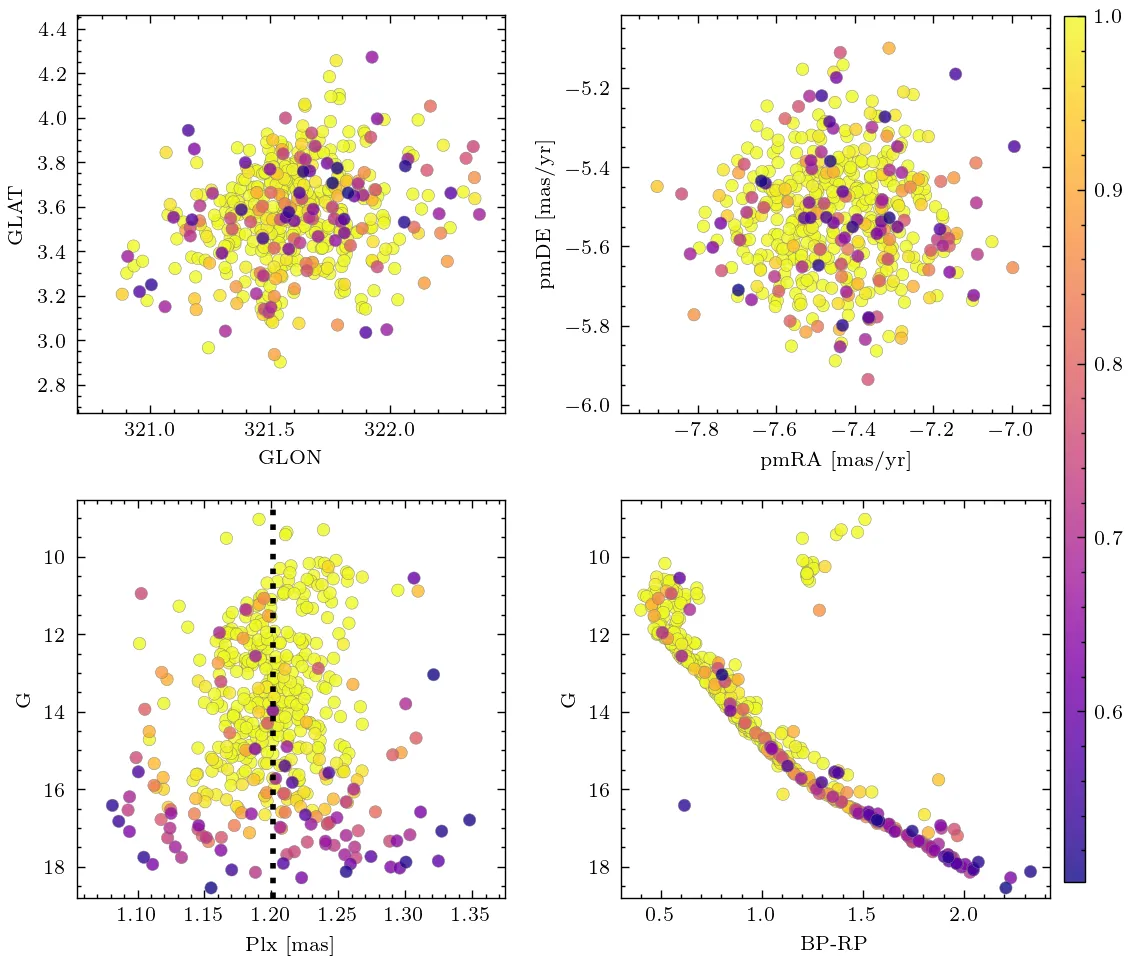 4.4
4.2
4.0
3.8
3.6
3.4
3.2
3.0
2.8
GLAT
321.0 321.5 322.0
GLON
−5.2
−5.4
−5.6
−5.8
−6.0
pmDE [mas/yr]
−7.8 −7.6 −7.4 −7.2 −7.0
pmRA [mas/yr]
1.0
0.9
0.8
0.7
0.6
10
12
14
16
18
G
1.10 1.15 1.20 1.25 1.30 1.35
Plx [mas]
10
12
14
16
18
G
0.5 1.0 1.5 2.0
BP-RP